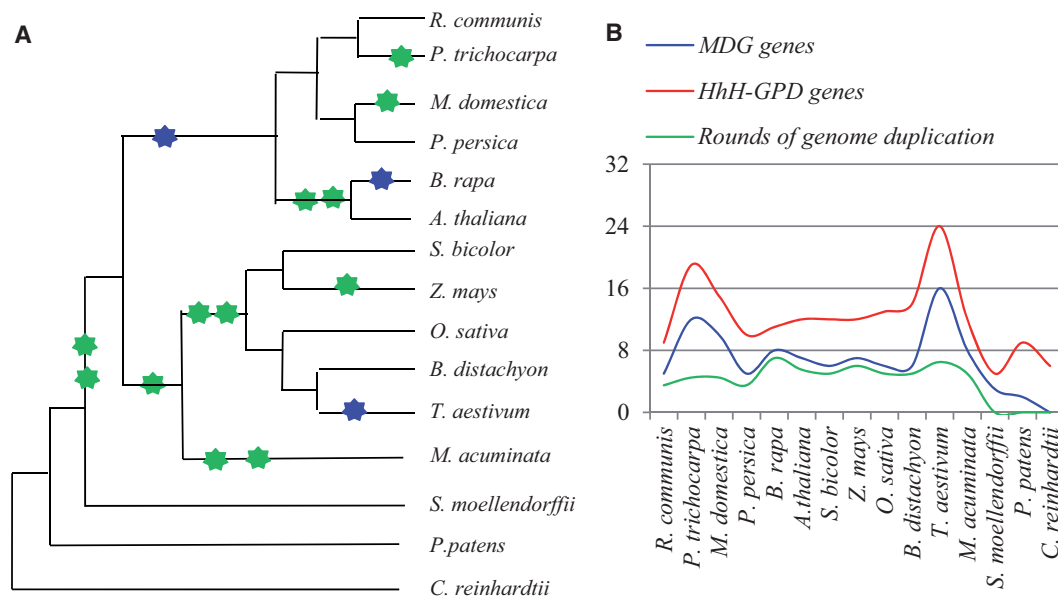 A
R. communis
P. trichocarpa
M. domestica
P. persica
B. rapa
A. thaliana
S. bicolor
Z. mays
O. sativa
B. distachyon
T. aestivum
M. acuminata
S. moellendorffii
P.patens
C. reinhardtii
B
MDG genes
HhH-GPD genes
Rounds of genome duplication
32
24
16
8
0
R. communis
P. trichocarpa
M. domestica
P. persica
B. rapa
A.thaliana
S. bicolor
Z. mays
O. sativa
B. distachyon
T. aestivum
M. acuminata
S. moellendorffii
P. patens
C. reinhardtii